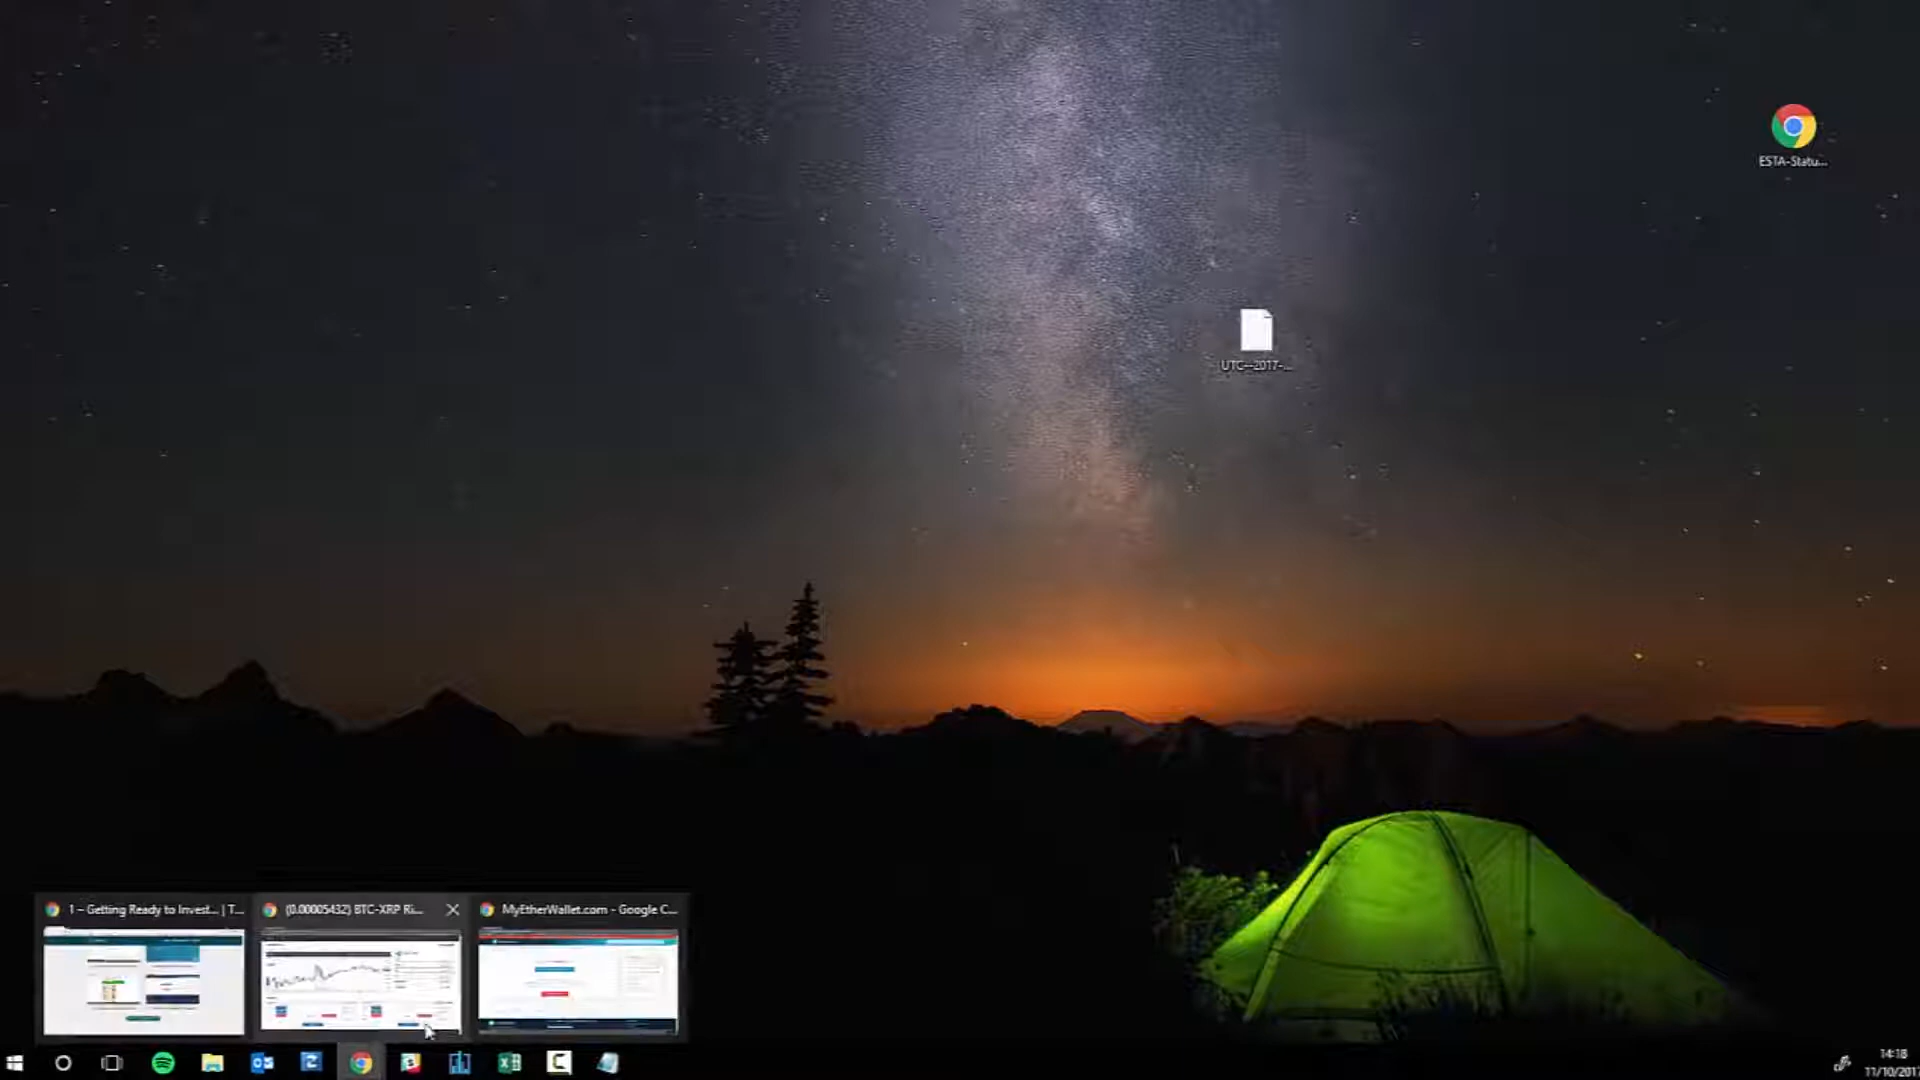 ESTA-Statu...
UTC--2017-...
1 – Getting Ready to Invest... | T...
(0.00005432) BTC-XRP Ri...
MyEtherWallet.com - Google C...
14:18
11/10/2017